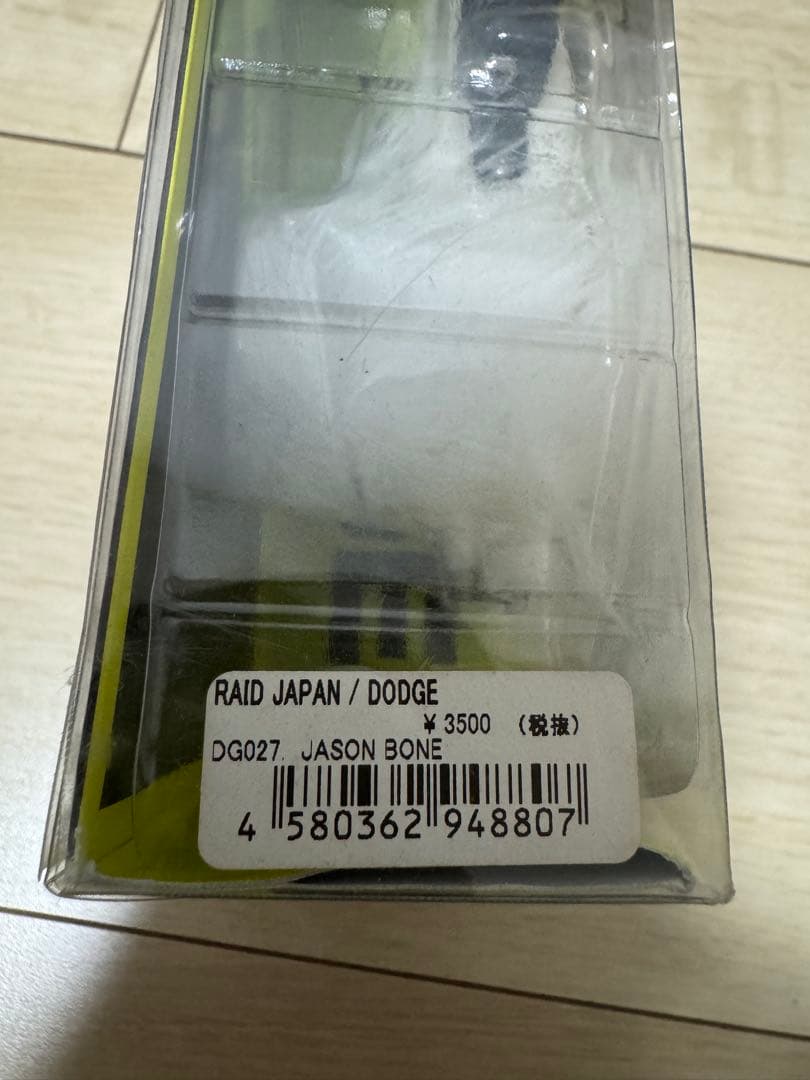 RAID JAPAN / DODGE
¥ 3500 (税抜)
DG027. JASON BONE
4 580362 948807